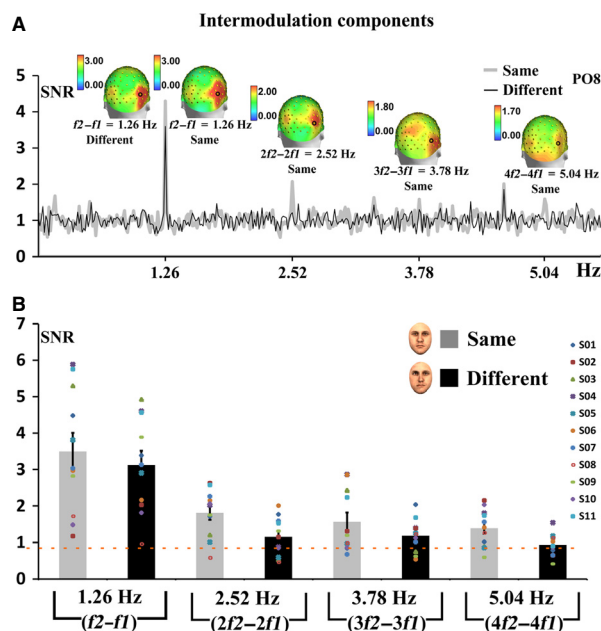 Intermodulation components
A
SNR
5
4
3
2
1
0
3.00
0.00
f2-f1 = 1.26 Hz
Different
3.00
0.00
f2-f1 = 1.26
Same
2.00
0.00
2f2-2f1 = 2.52 Hz
Same
1.80
0.00
3f2-3f1 = 3.78 Hz
Same
1.70
0.00
4f2-4f1 = 5.04 Hz
Same
Same
Different
PO8
1.26
2.52
3.78
5.04
Hz
B
SNR
7
6
5
4
3
2
1
0
Same
Different
S01
S02
S03
S04
S05
S06
S07
S08
S09
S10
S11
1.26 Hz
2.52 Hz
3.78 Hz
5.04 Hz
(f2-f1)
(2f2-2f1)
(3f2-3f1)
(4f2-4f1)